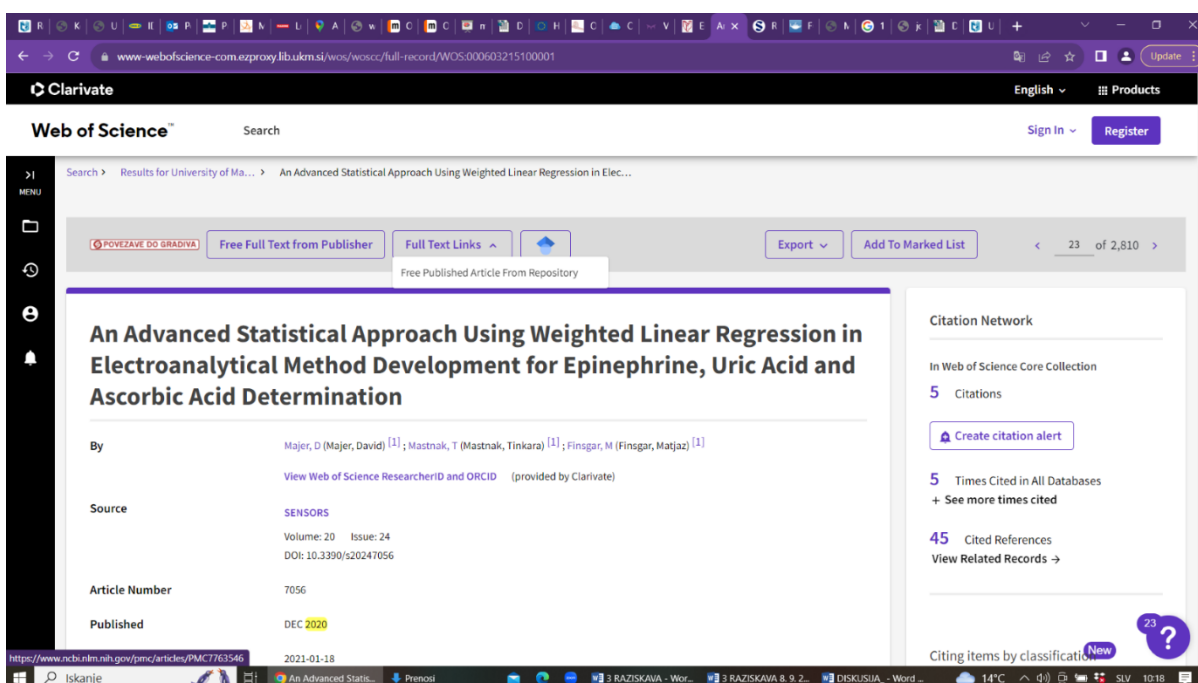 www-webofscience-com.ezproxy.lib.ukm.si/wos/woscc/full-record/WOS:000603215100001
Update
Clarivate
English
Products
Web of Science™
Search
Sign In
Register
MENU
Search > Results for University of Ma... > An Advanced Statistical Approach Using Weighted Linear Regression in Elec...
POVEZAVE DO GRADIVA
Free Full Text from Publisher
Full Text Links
Export
Add To Marked List
23 of 2,810
Free Published Article From Repository
An Advanced Statistical Approach Using Weighted Linear Regression in
Electroanalytical Method Development for Epinephrine, Uric Acid and
Ascorbic Acid Determination
By
Majer, D (Majer, David) [1] ; Mastnak, T (Mastnak, Tinkara) [1] ; Finsgar, M (Finsgar, Matjaz) [1]
View Web of Science ResearcherID and ORCID (provided by Clarivate)
Source
SENSORS
Volume: 20 Issue: 24
DOI: 10.3390/s20247056
Article Number
7056
Published
DEC 2020
2021-01-18
Citation Network
In Web of Science Core Collection
5 Citations
Create citation alert
5 Times Cited in All Databases
+ See more times cited
45 Cited References
View Related Records →
Citing items by classification
New
23
?
https://www.ncbi.nlm.nih.gov/pmc/articles/PMC7763546
Iskanje
An Advanced Statis...
Prenosi
3 RAZISKAVA - Wor...
3 RAZISKAVA 8. 9. 2...
DISKUSIJA_ - Word ...
14°C
SLV
10:18